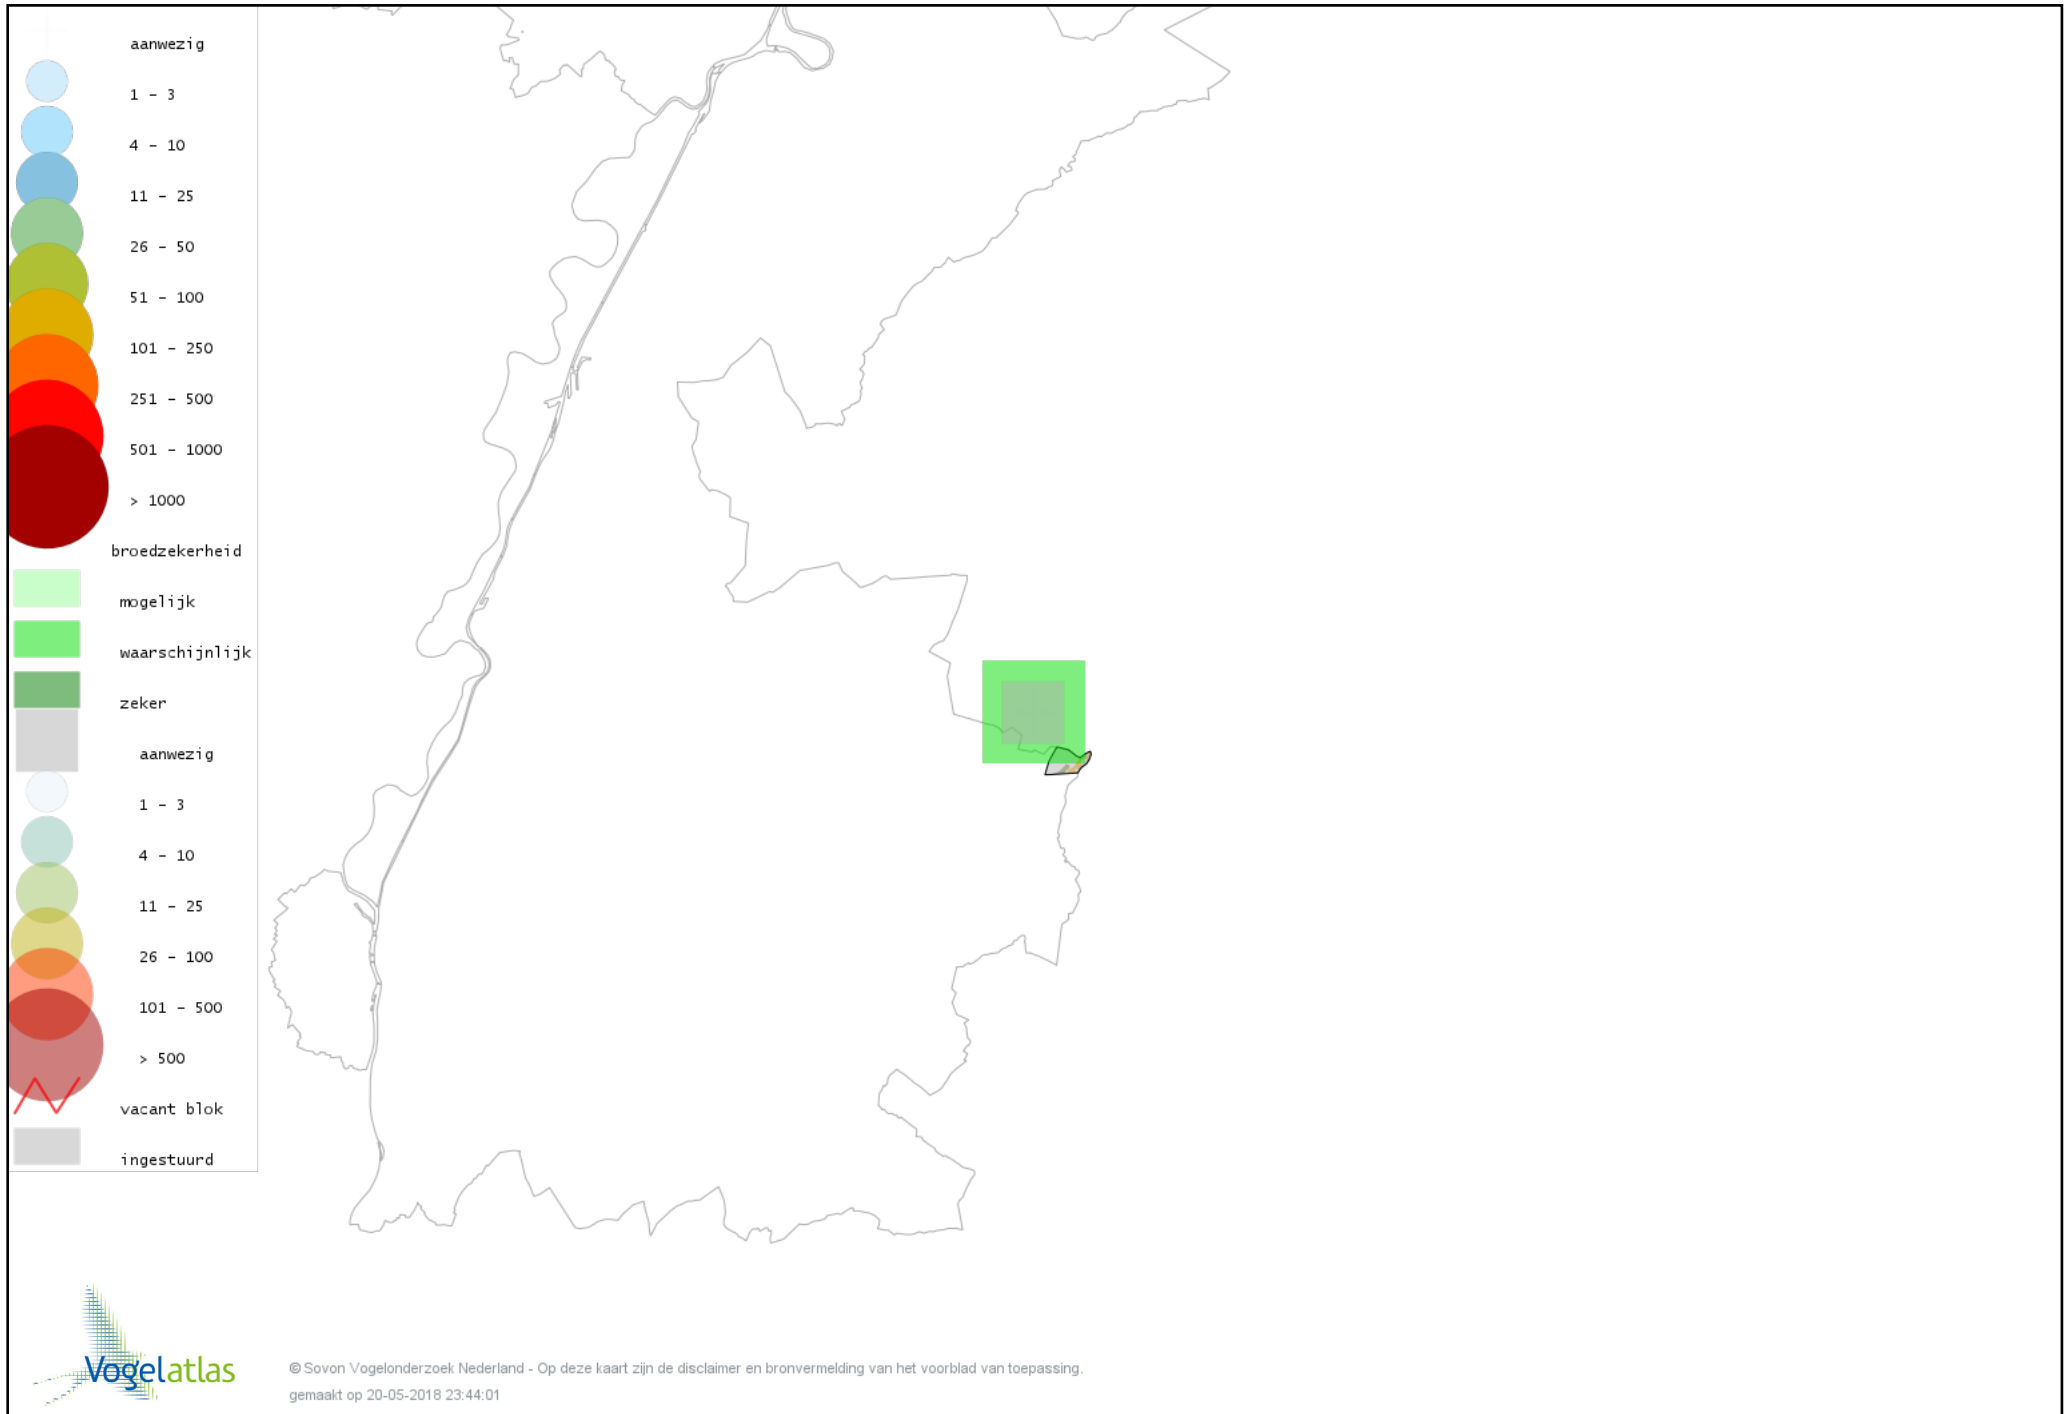 aanwezig
1 - 3
4 - 10
11 - 25
26 - 50
51 - 100
101 - 250
251 - 500
501 - 1000
> 1000
broedzekerheid
mogelijk
waarschijnlijk
zeker
aanwezig
1 - 3
4 - 10
11 - 25
26 - 100
101 - 500
> 500
vacant blok
ingestuurd
Vogelatlas
© Sovon Vogelonderzoek Nederland - Op deze kaart zijn de disclaimer en bronvermelding van het voorblad van toepassing.
gemaakt op 20-05-2018 23:44:01